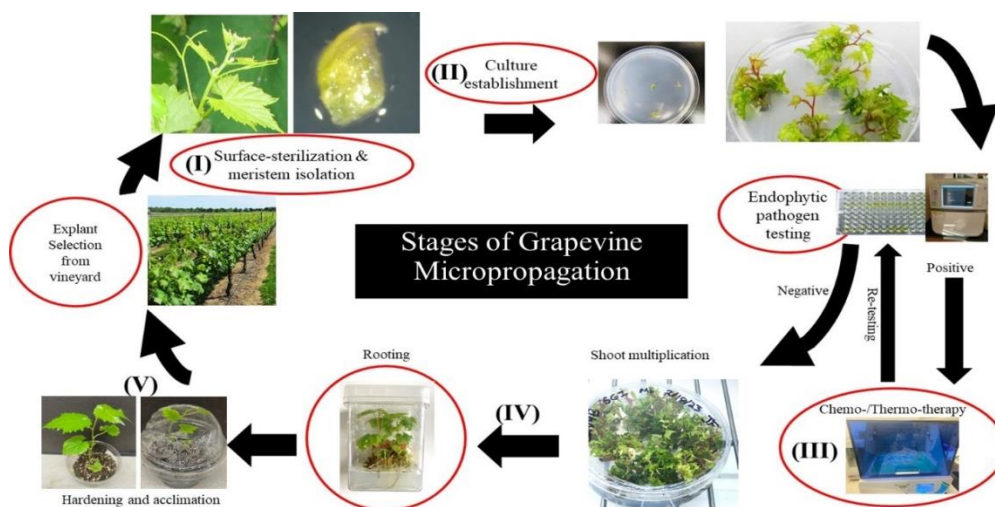 (I) Surface-sterilization &
meristem isolation
(II) Culture
establishment
Explant
Selection
from
vineyard
Stages of Grapevine
Micropropagation
Endophytic
pathogen
testing
Negative
Re-testing
Positive
Chemo-/Thermo-therapy
(III)
Shoot multiplication
(IV)
Rooting
(V)
Hardening and acclimation